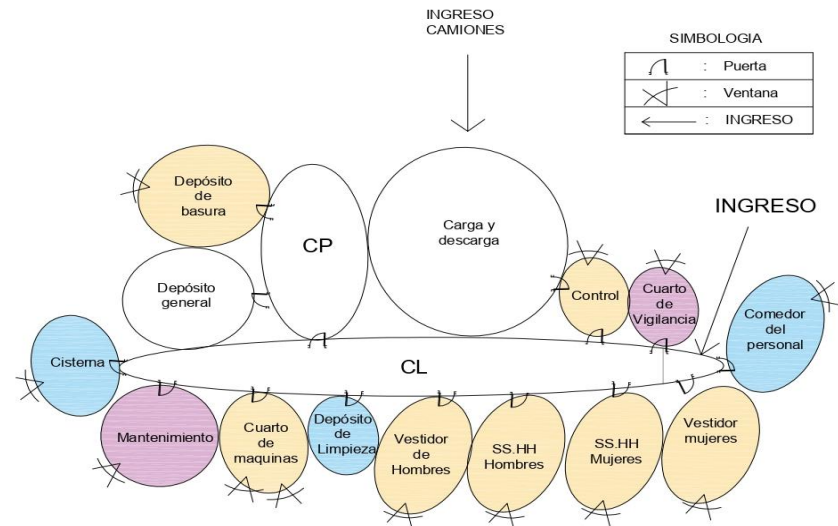 INGRESO
CAMIONES
SIMBOLOGIA
: Puerta
: Ventana
: INGRESO
Depósito
de
basura
CP
Carga y
descarga
INGRESO
Depósito
general
Control
Cuarto
de
Vigilancia
Comedor
del
personal
Cisterna
CL
Mantenimiento
Cuarto
de
maquinas
Depósito
de
Limpieza
Vestidor
de
Hombres
SS.HH
Hombres
SS.HH
Mujeres
Vestidor
mujeres